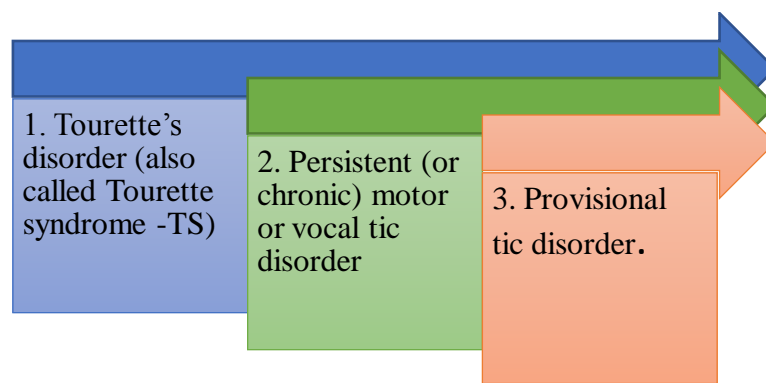 1. Tourette’s
disorder (also
called Tourette
syndrome -TS)
2. Persistent (or
chronic) motor
or vocal tic
disorder
3. Provisional
tic disorder.